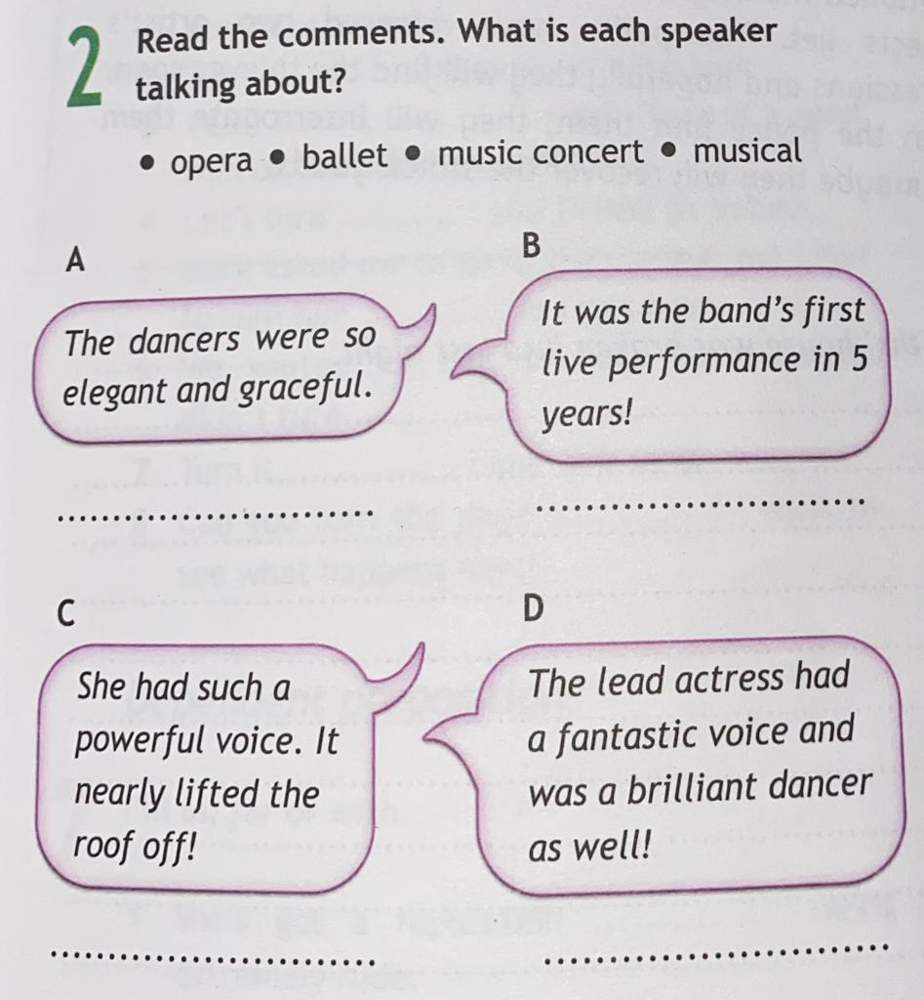 2 Read the comments. What is each speaker
talking about?
• opera • ballet • music concert • musical
A
The dancers were so
elegant and graceful.
B
It was the band's first
live performance in 5
years!
C
She had such a
powerful voice. It
nearly lifted the
roof off!
D
The lead actress had
a fantastic voice and
was a brilliant dancer
as well!